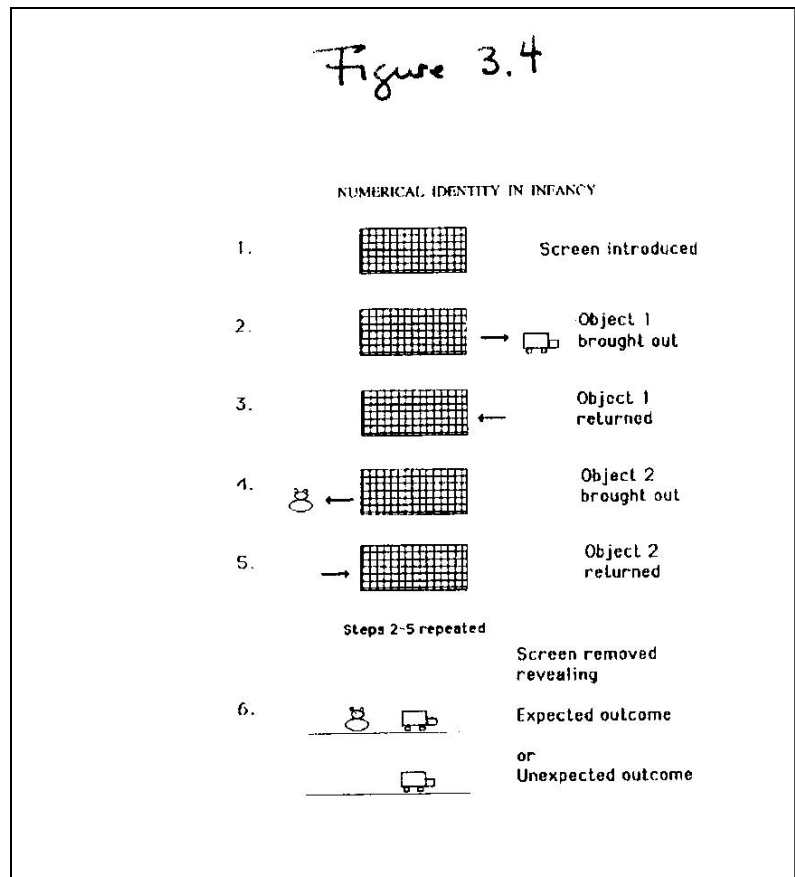 Figure 3.4
NUMERICAL IDENTITY IN INFANCY
1.
Screen introduced
2.
Object 1
brought out
3.
Object 1
returned
4.
Object 2
brought out
5.
Object 2
returned
Steps 2-5 repeated
Screen removed
revealing
6.
Expected outcome
or
Unexpected outcome